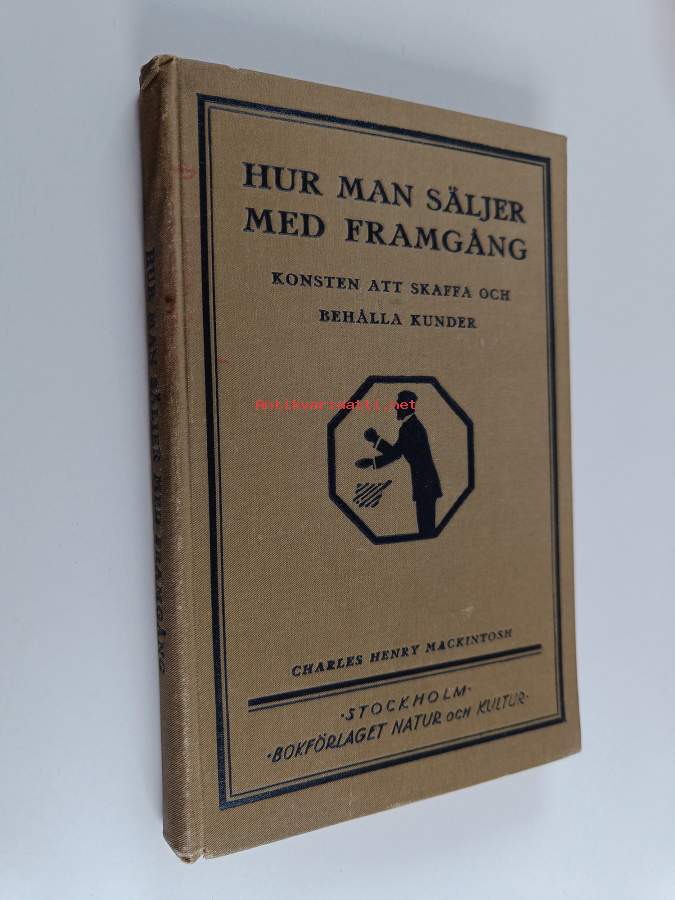 HUR MAN SÄLJER
MED FRAMGÅNG
KONSTEN ATT SKAFFA OCH
BEHÅLLA KUNDER
Antikvariaatti.net
CHARLES HENRY MACKINTOSH
·STOCKHOLM·
·BOKFÖRLAGET NATUR OCH KULTUR·
HUR MAN SÄLJER MED FRAMGÅNG